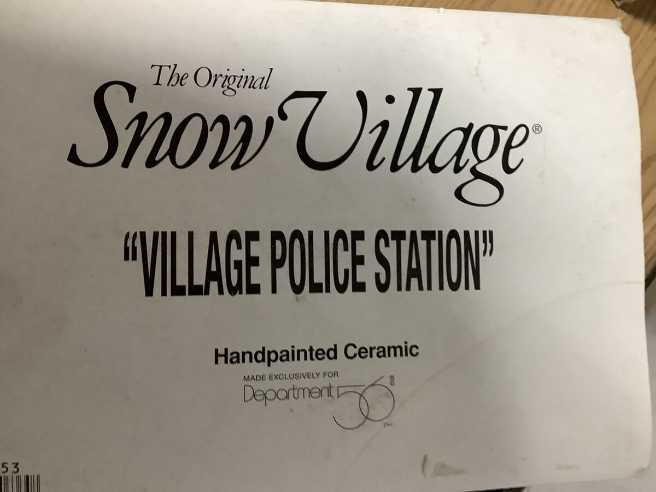 The Original
Snow Village®
“VILLAGE POLICE STATION”
Handpainted Ceramic
MADE EXCLUSIVELY FOR
Department 56®
53